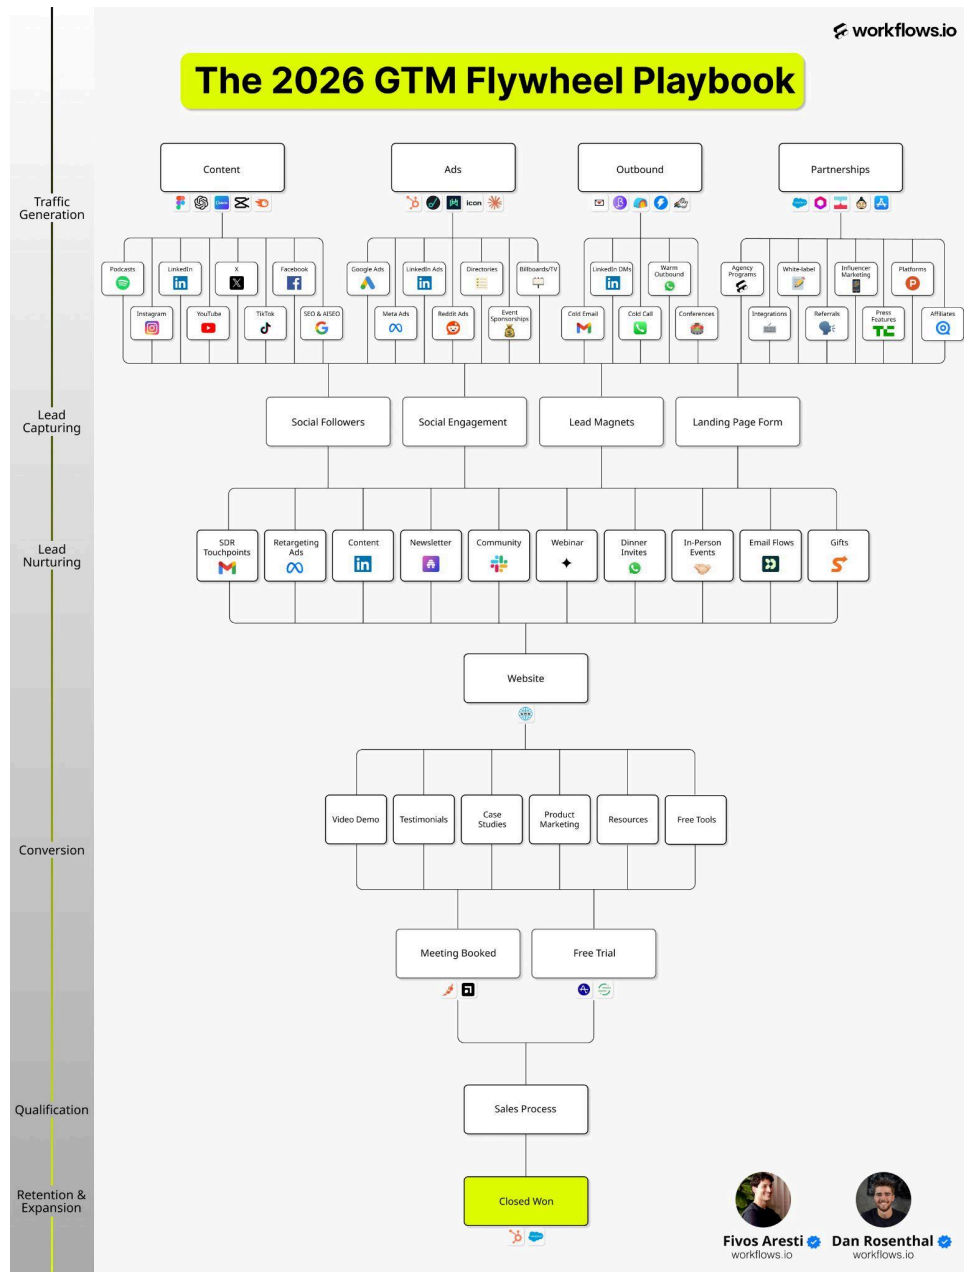 workflows.io
The 2026 GTM Flywheel Playbook
Traffic
Generation
Content
Ads
Outbound
Partnerships
Canva
icon
Podcasts
LinkedIn
X
Facebook
Google Ads
LinkedIn Ads
Directories
Billboards/TV
LinkedIn DMs
Warm
Outbound
Agency
Programs
White-label
Influencer
Marketing
Platforms
Instagram
YouTube
TikTok
SEO & AISEO
Meta Ads
Reddit Ads
Event
Sponsorships
Cold Email
Cold Call
Conferences
Integrations
Referrals
Press
Features
Affiliates
Lead
Capturing
Social Followers
Social Engagement
Lead Magnets
Landing Page Form
Lead
Nurturing
SDR
Touchpoints
Retargeting
Ads
Content
Newsletter
Community
Webinar
Dinner
Invites
In-Person
Events
Email Flows
Gifts
Website
Conversion
Video Demo
Testimonials
Case
Studies
Product
Marketing
Resources
Free Tools
Meeting Booked
Free Trial
Qualification
Sales Process
Retention &
Expansion
Closed Won
Fivos Aresti
workflows.io
Dan Rosenthal
workflows.io